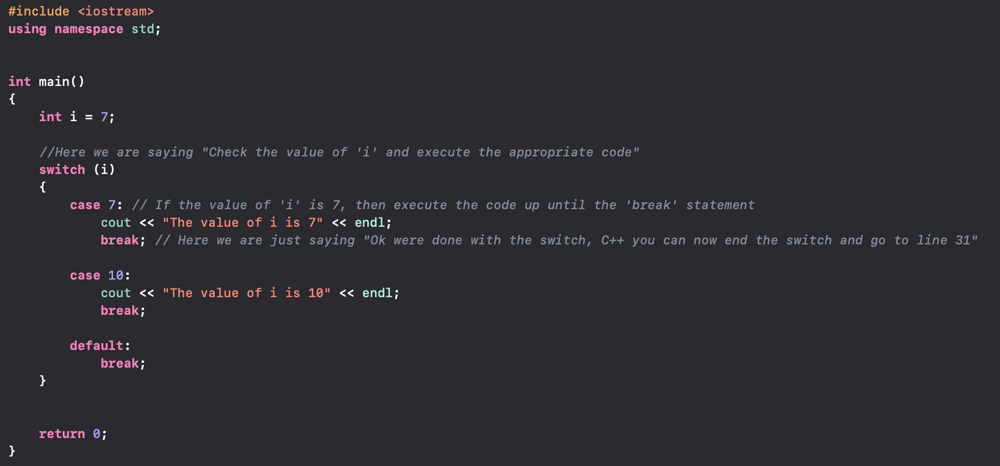 #include <iostream>
using namespace std;
int main()
{
    int i = 7;
    //Here we are saying "Check the value of 'i' and execute the appropriate code"
    switch (i)
    {
        case 7: // If the value of 'i' is 7, then execute the code up until the 'break' statement
            cout << "The value of i is 7" << endl;
            break; // Here we are just saying "Ok were done with the switch, C++ you can now end the switch and go to line 31"
        case 10:
            cout << "The value of i is 10" << endl;
            break;
        default:
            break;
    }
    return 0;
}